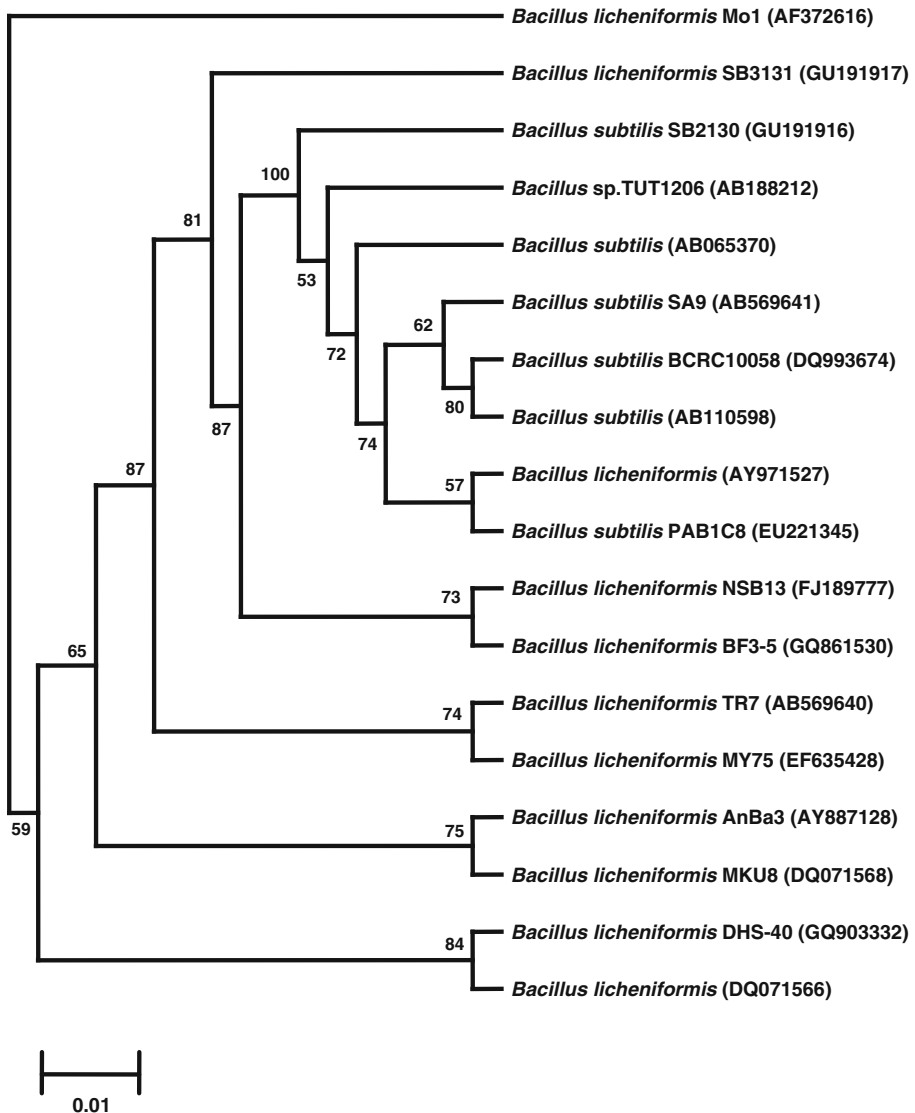 Bacillus licheniformis Mo1 (AF372616)
Bacillus licheniformis SB3131 (GU191917)
Bacillus subtilis SB2130 (GU191916)
100
Bacillus sp.TUT1206 (AB188212)
81
Bacillus subtilis (AB065370)
53
Bacillus subtilis SA9 (AB569641)
62
72
Bacillus subtilis BCRC10058 (DQ993674)
80
Bacillus subtilis (AB110598)
87
74
87
Bacillus licheniformis (AY971527)
57
Bacillus subtilis PAB1C8 (EU221345)
Bacillus licheniformis NSB13 (FJ189777)
73
Bacillus licheniformis BF3-5 (GQ861530)
65
Bacillus licheniformis TR7 (AB569640)
74
Bacillus licheniformis MY75 (EF635428)
Bacillus licheniformis AnBa3 (AY887128)
59
75
Bacillus licheniformis MKU8 (DQ071568)
Bacillus licheniformis DHS-40 (GQ903332)
84
Bacillus licheniformis (DQ071566)
0.01